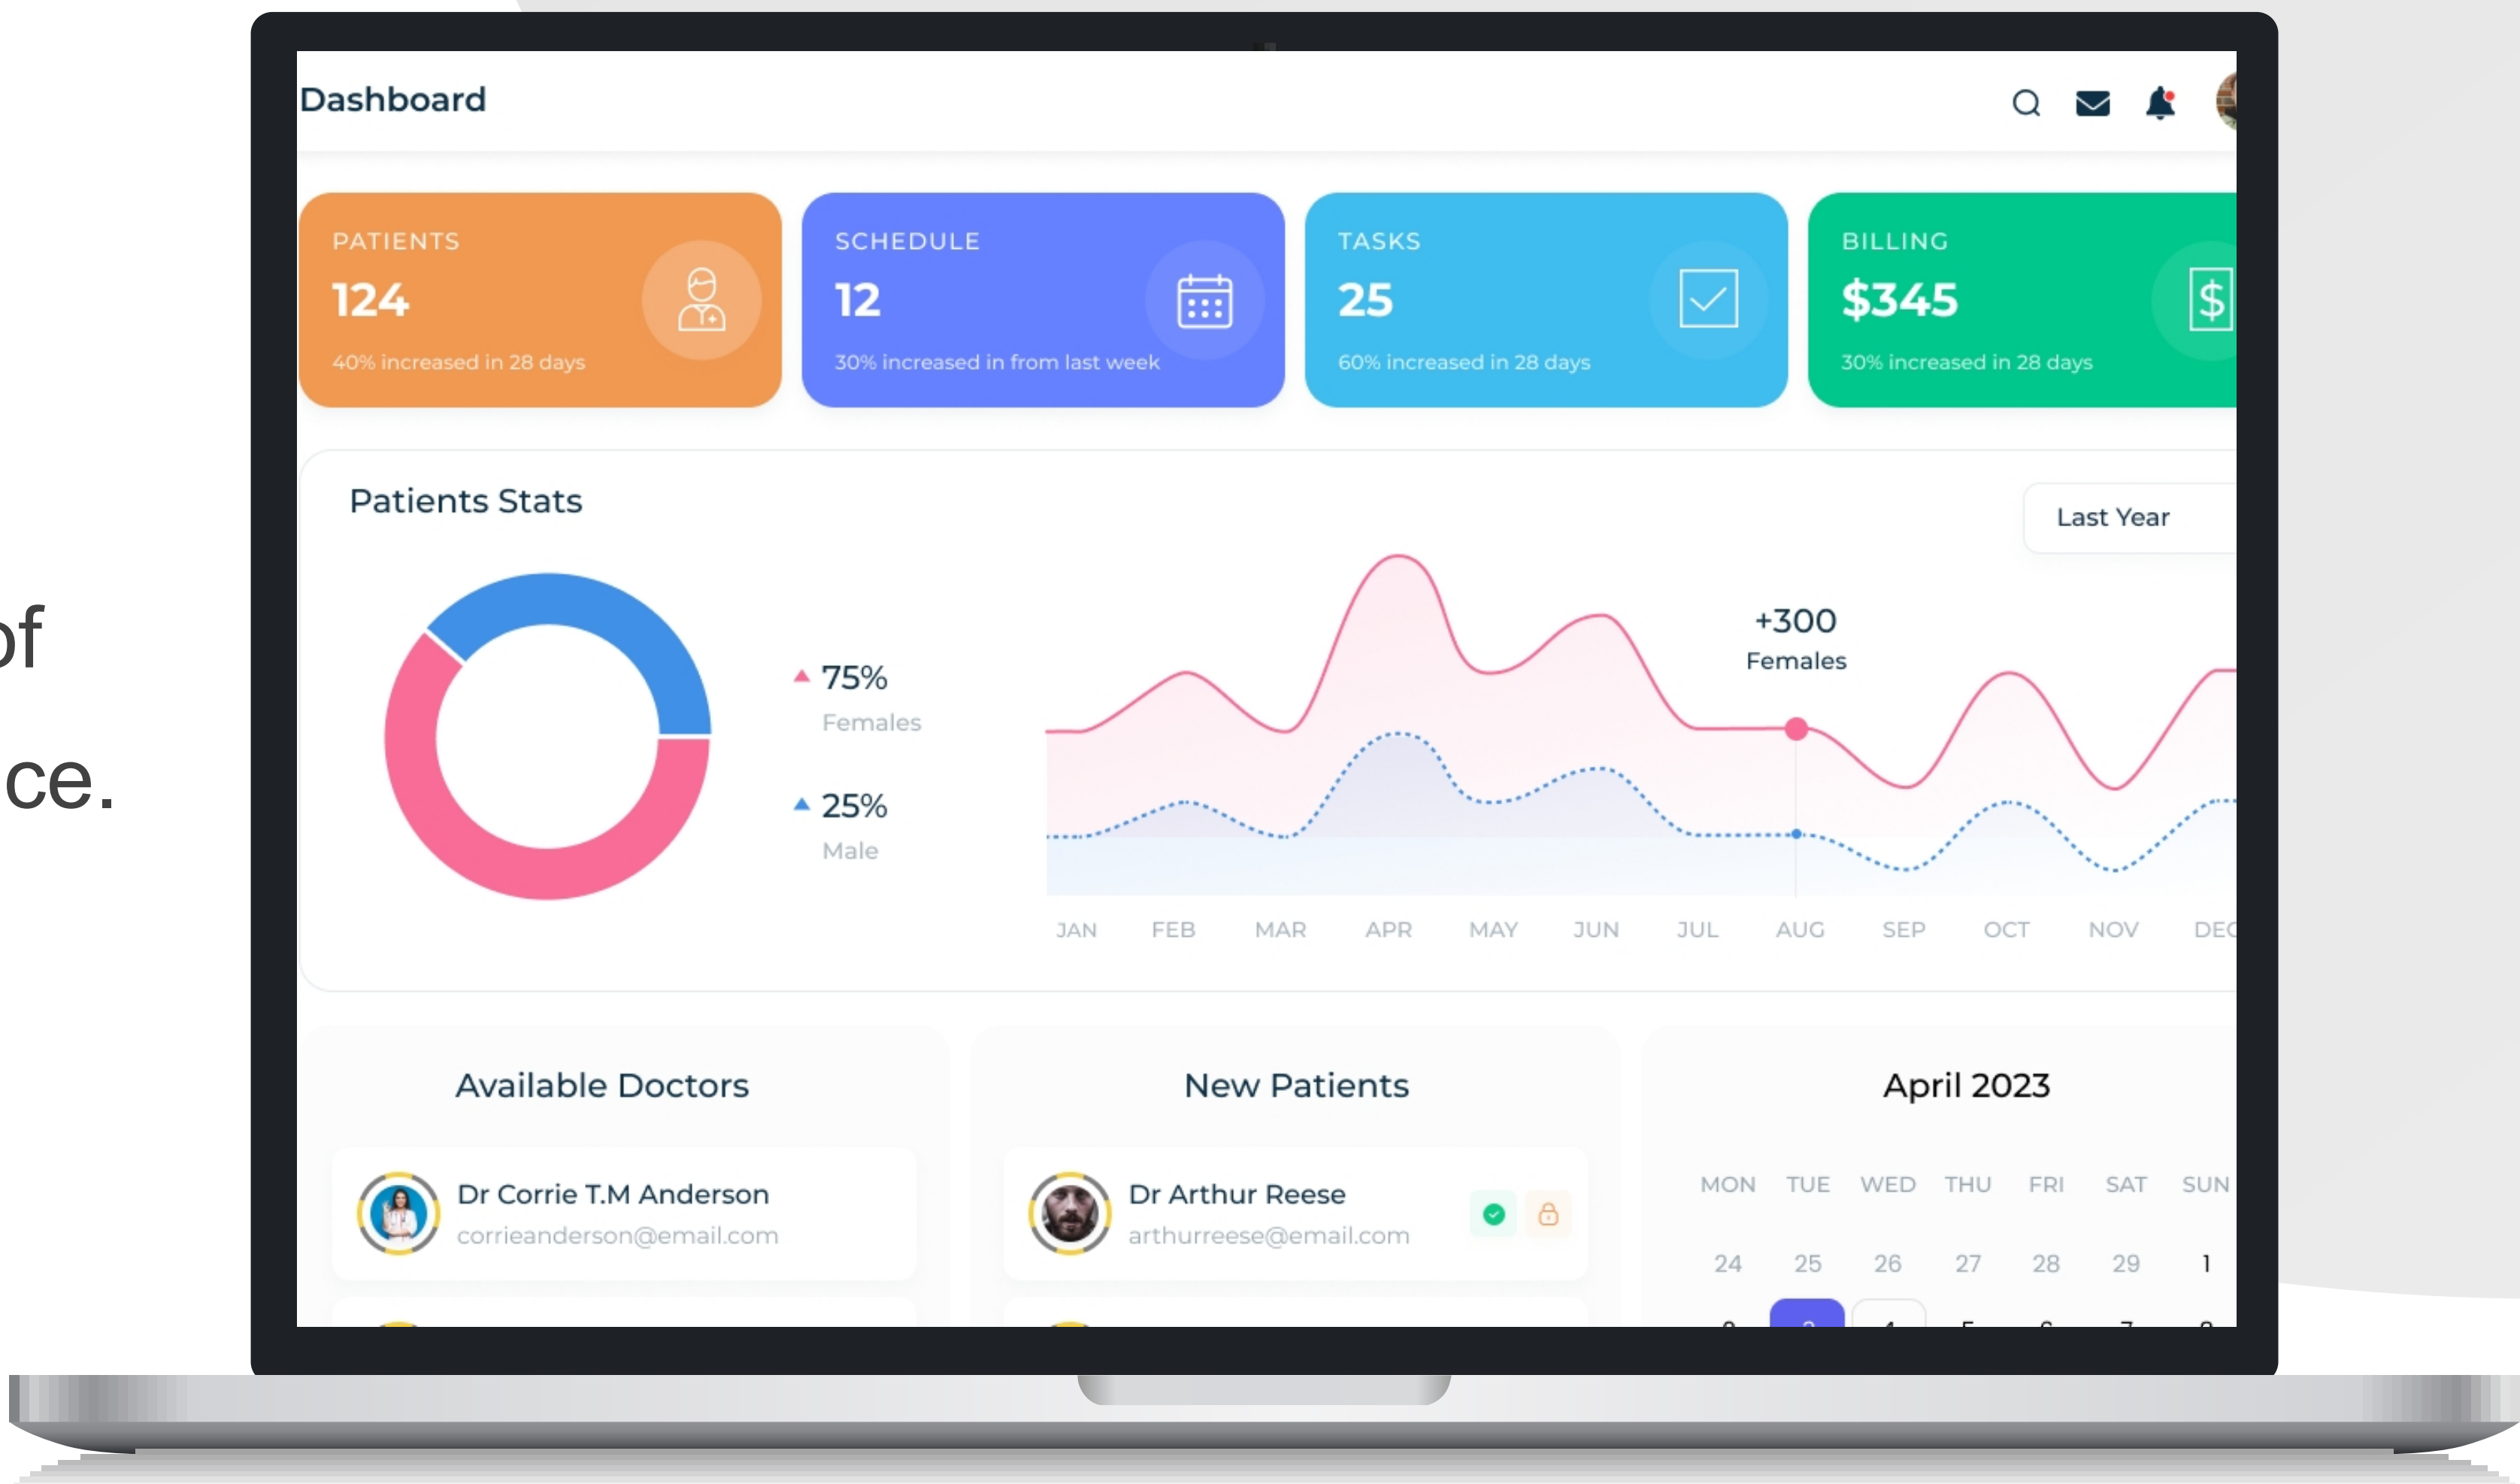 of
ce.
Dashboard
PATIENTS
124
40% increased in 28 days
SCHEDULE
12
30% increased in from last week
TASKS
25
60% increased in 28 days
BILLING
$345
30% increased in 28 days
Patients Stats
Last Year
75%
Females
25%
Male
+300
Females
JAN FEB MAR APR MAY JUN JUL AUG SEP OCT NOV DEC
Available Doctors
Dr Corrie T.M Anderson
corrieanderson@email.com
New Patients
Dr Arthur Reese
arthurreese@email.com
April 2023
MON TUE WED THU FRI SAT SUN
24 25 26 27 28 29 1